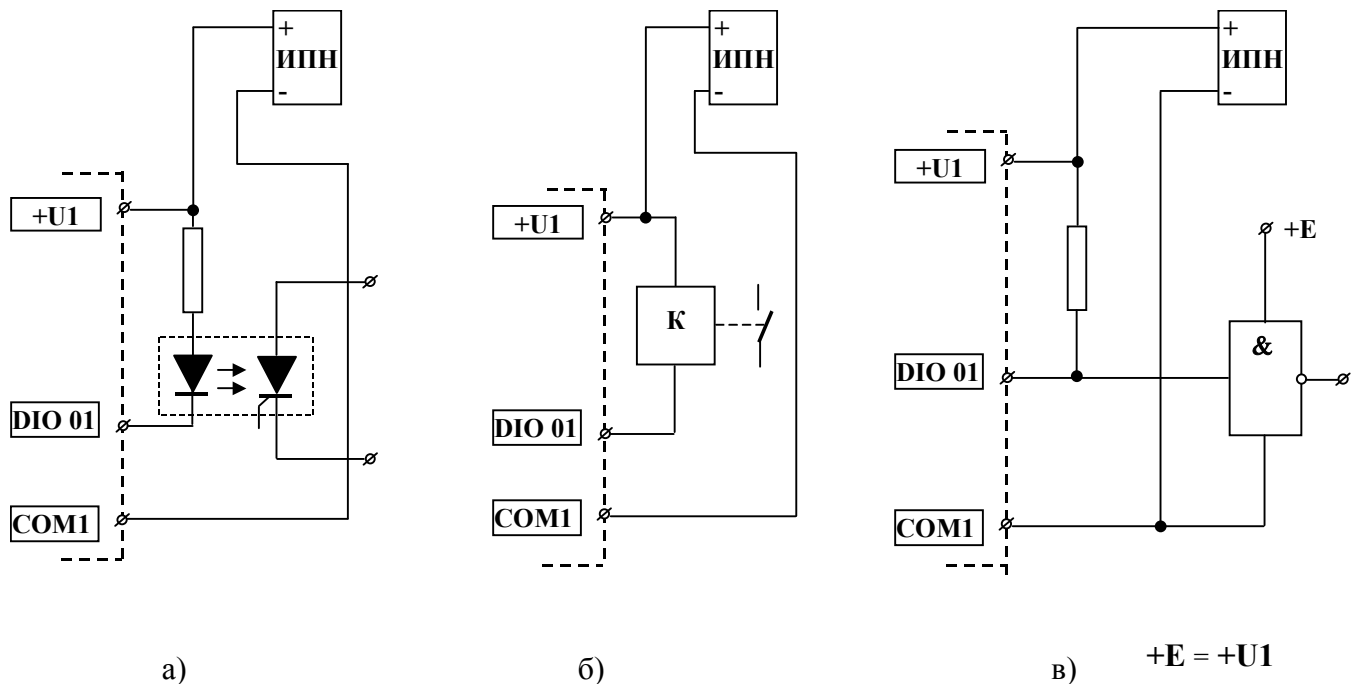 +
ИПН
-
+U1
DIO 01
COM1
а)
+
ИПН
-
+U1
К
DIO 01
COM1
б)
+
ИПН
-
+U1
+E
&
DIO 01
COM1
в)
+E = +U1